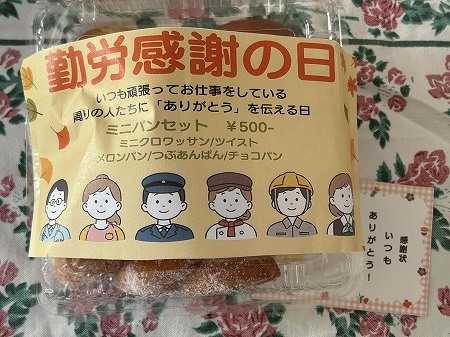 勤労感謝の日
いつも頑張ってお仕事をしている
周りの人たちに「ありがとう」を伝える日
ミニパンセット ￥500-
ミニクロワッサン/ツイスト
メロンパン/つぶあんぱん/チョコパン
感謝状
いつも
ありがとう！